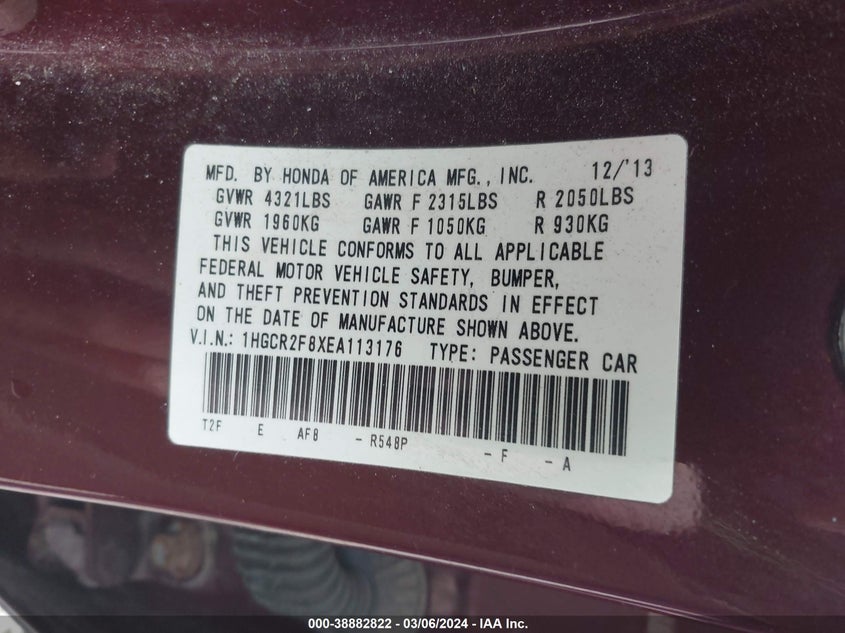 MFD. BY HONDA OF AMERICA MFG., INC. 12/'13
GVWR 4321LBS GAWR F 2315LBS R 2050LBS
GVWR 1960KG GAWR F 1050KG R 930KG
THIS VEHICLE CONFORMS TO ALL APPLICABLE
FEDERAL MOTOR VEHICLE SAFETY, BUMPER,
AND THEFT PREVENTION STANDARDS IN EFFECT
ON THE DATE OF MANUFACTURE SHOWN ABOVE.
V.I.N.: 1HGCR2F8XEA113176 TYPE: PASSENGER CAR
T2F E AF8 - R548P - F - A
000-38882822 - 03/06/2024 - IAA Inc.